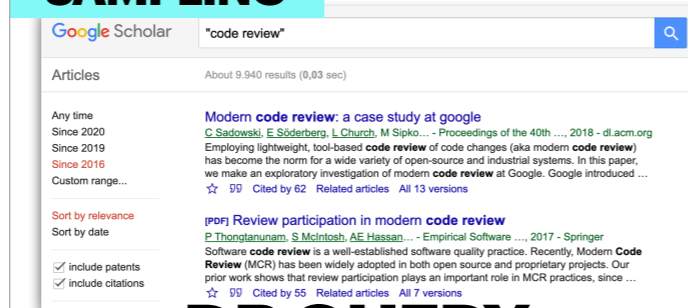 SAMPLING
Google Scholar
"code review"
Articles
About 9.940 results (0,03 sec)
Any time
Since 2020
Since 2019
Since 2016
Custom range...
Sort by relevance
Sort by date
include patents
include citations
Modern code review: a case study at google
C Sadowski, E Söderberg, L Church, M Sipko... - Proceedings of the 40th ..., 2018 - dl.acm.org
Employing lightweight, tool-based code review of code changes (aka modern code review)
has become the norm for a wide variety of open-source and industrial systems. In this paper,
we make an exploratory investigation of modern code review at Google. Google introduced ...
Cited by 62 Related articles All 13 versions
[PDF] Review participation in modern code review
P Thongtanunam, S McIntosh, AE Hassan... - Empirical Software ..., 2017 - Springer
Software code review is a well-established software quality practice. Recently, Modern Code
Review (MCR) has been widely adopted in both open source and proprietary projects. Our
prior work shows that review participation plays an important role in MCR practices, since ...
Cited by 55 Related articles All 7 versions